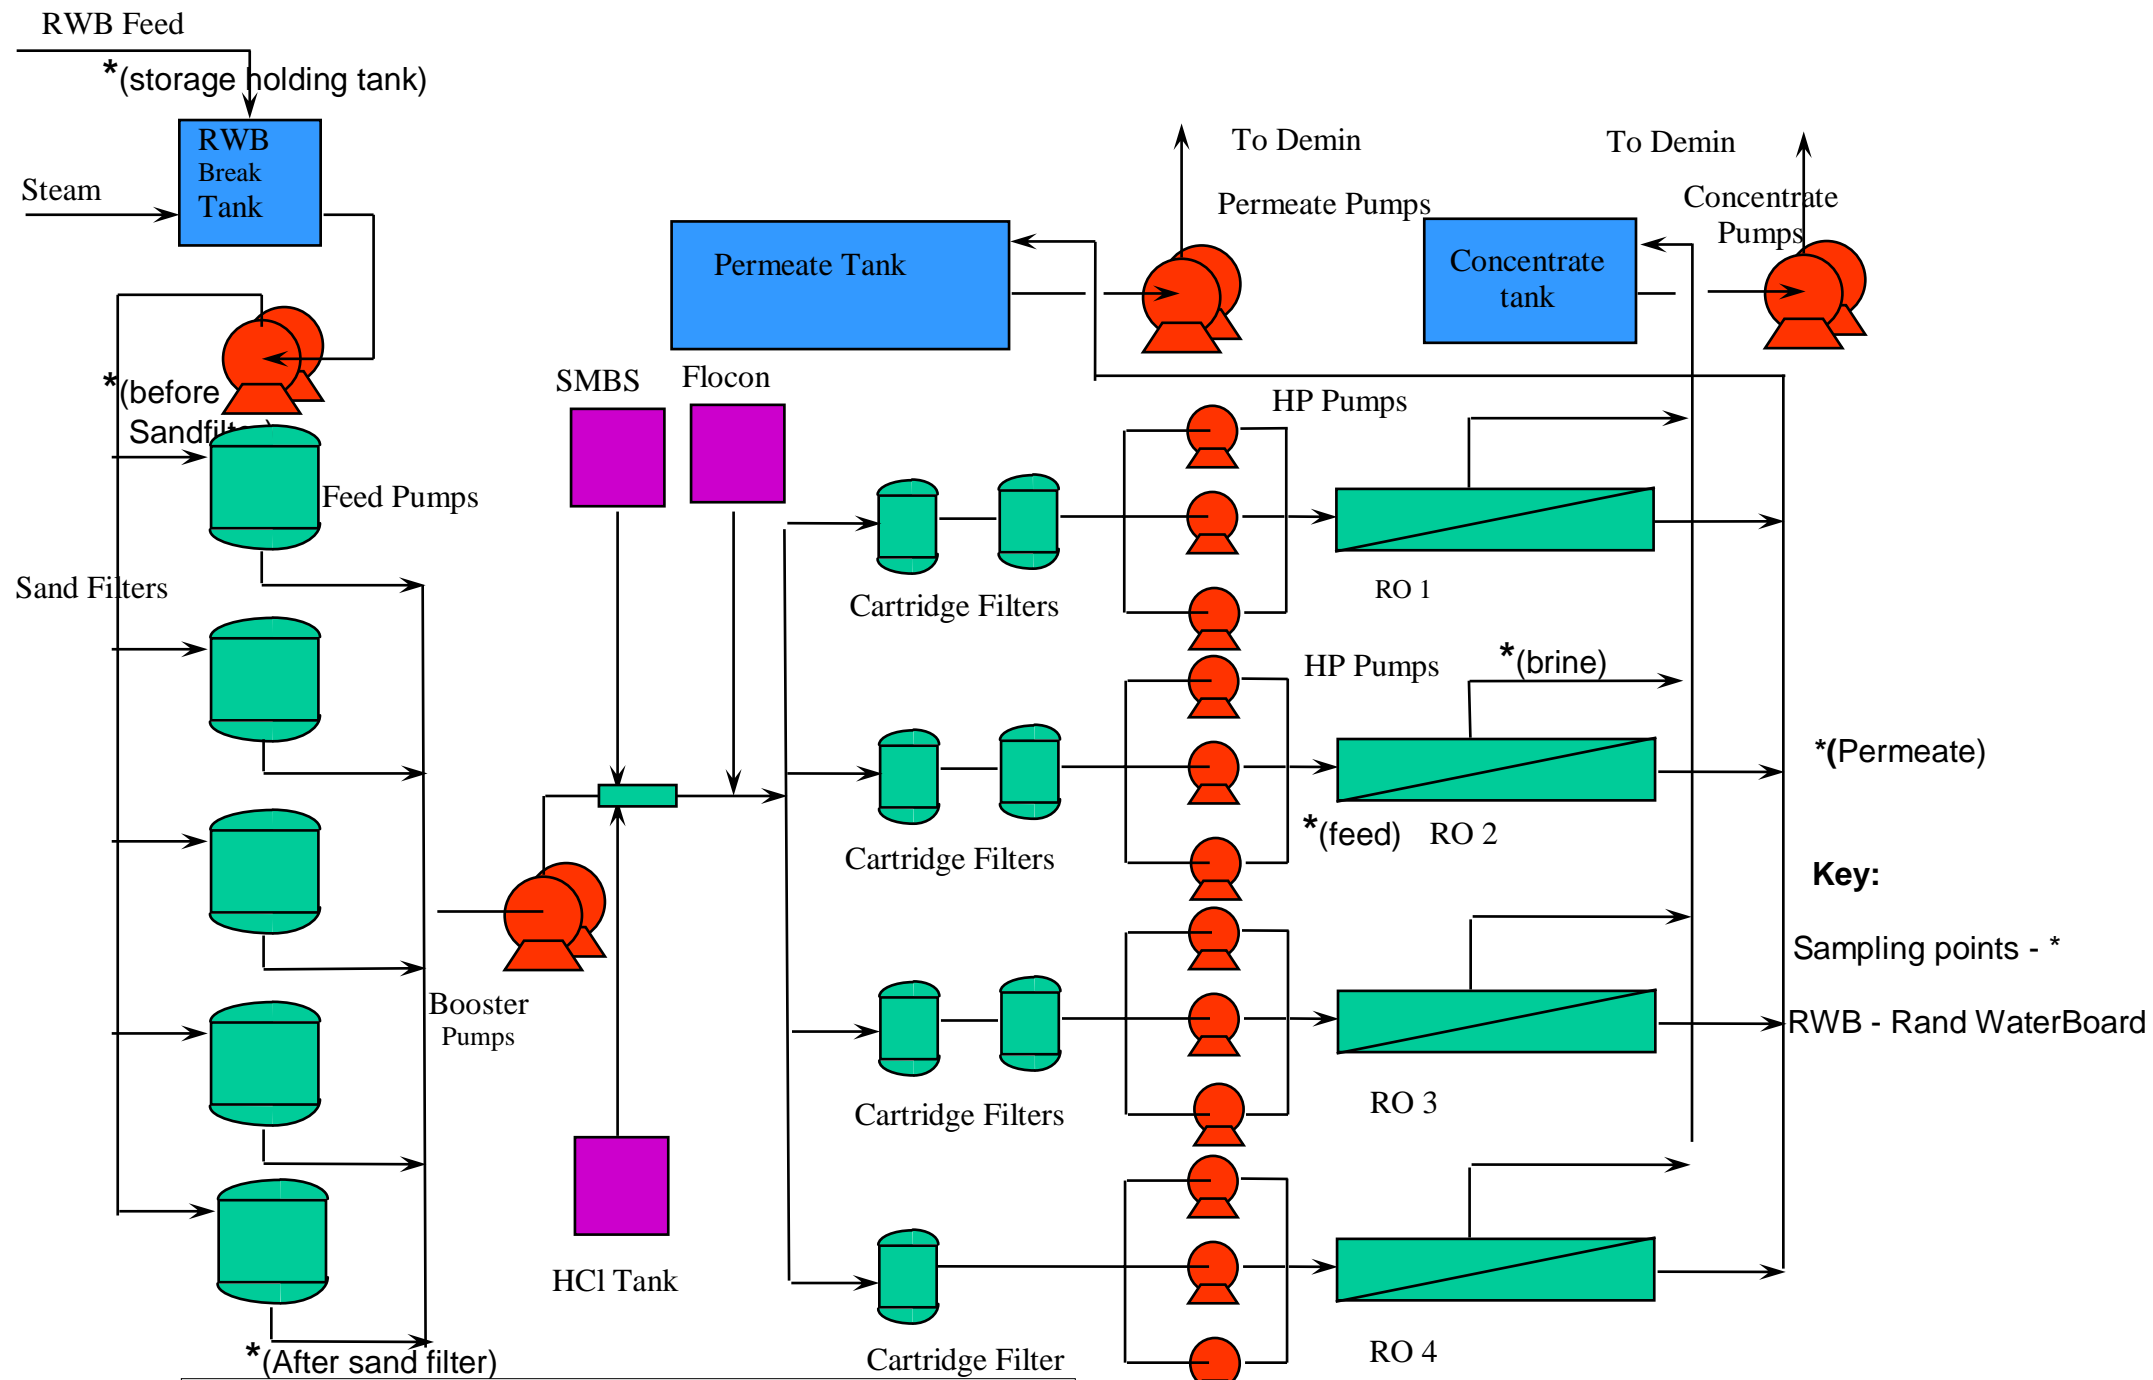 RWB Feed
*(storage holding tank)
RWB
Break
Tank
Steam
To Demin
Permeate Pumps
To Demin
Concentrate
Pumps
Permeate Tank
Concentrate
tank
*(before
Sandfilter)
SMBS
Flocon
HP Pumps
Feed Pumps
Sand Filters
Cartridge Filters
RO 1
HP Pumps
*(brine)
*(Permeate)
*(feed)
RO 2
Cartridge Filters
Key:
Sampling points - *
RWB - Rand WaterBoard
Booster
Pumps
Cartridge Filters
RO 3
HCl Tank
*(After sand filter)
Cartridge Filter
RO 4